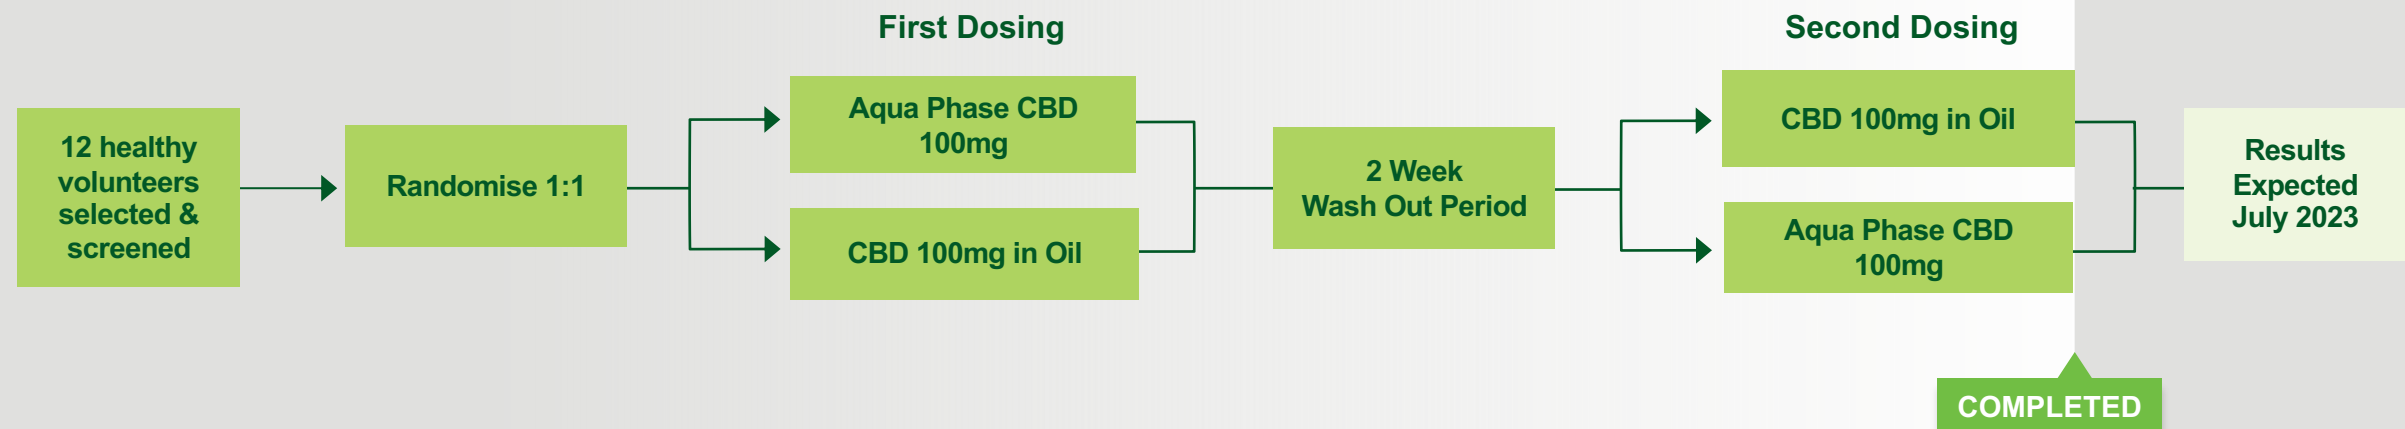 First Dosing
Second Dosing
12 healthy
volunteers
selected &
screened
Randomise 1:1
Aqua Phase CBD
100mg
CBD 100mg in Oil
2 Week
Wash Out Period
CBD 100mg in Oil
Aqua Phase CBD
100mg
Results
Expected
July 2023
COMPLETED